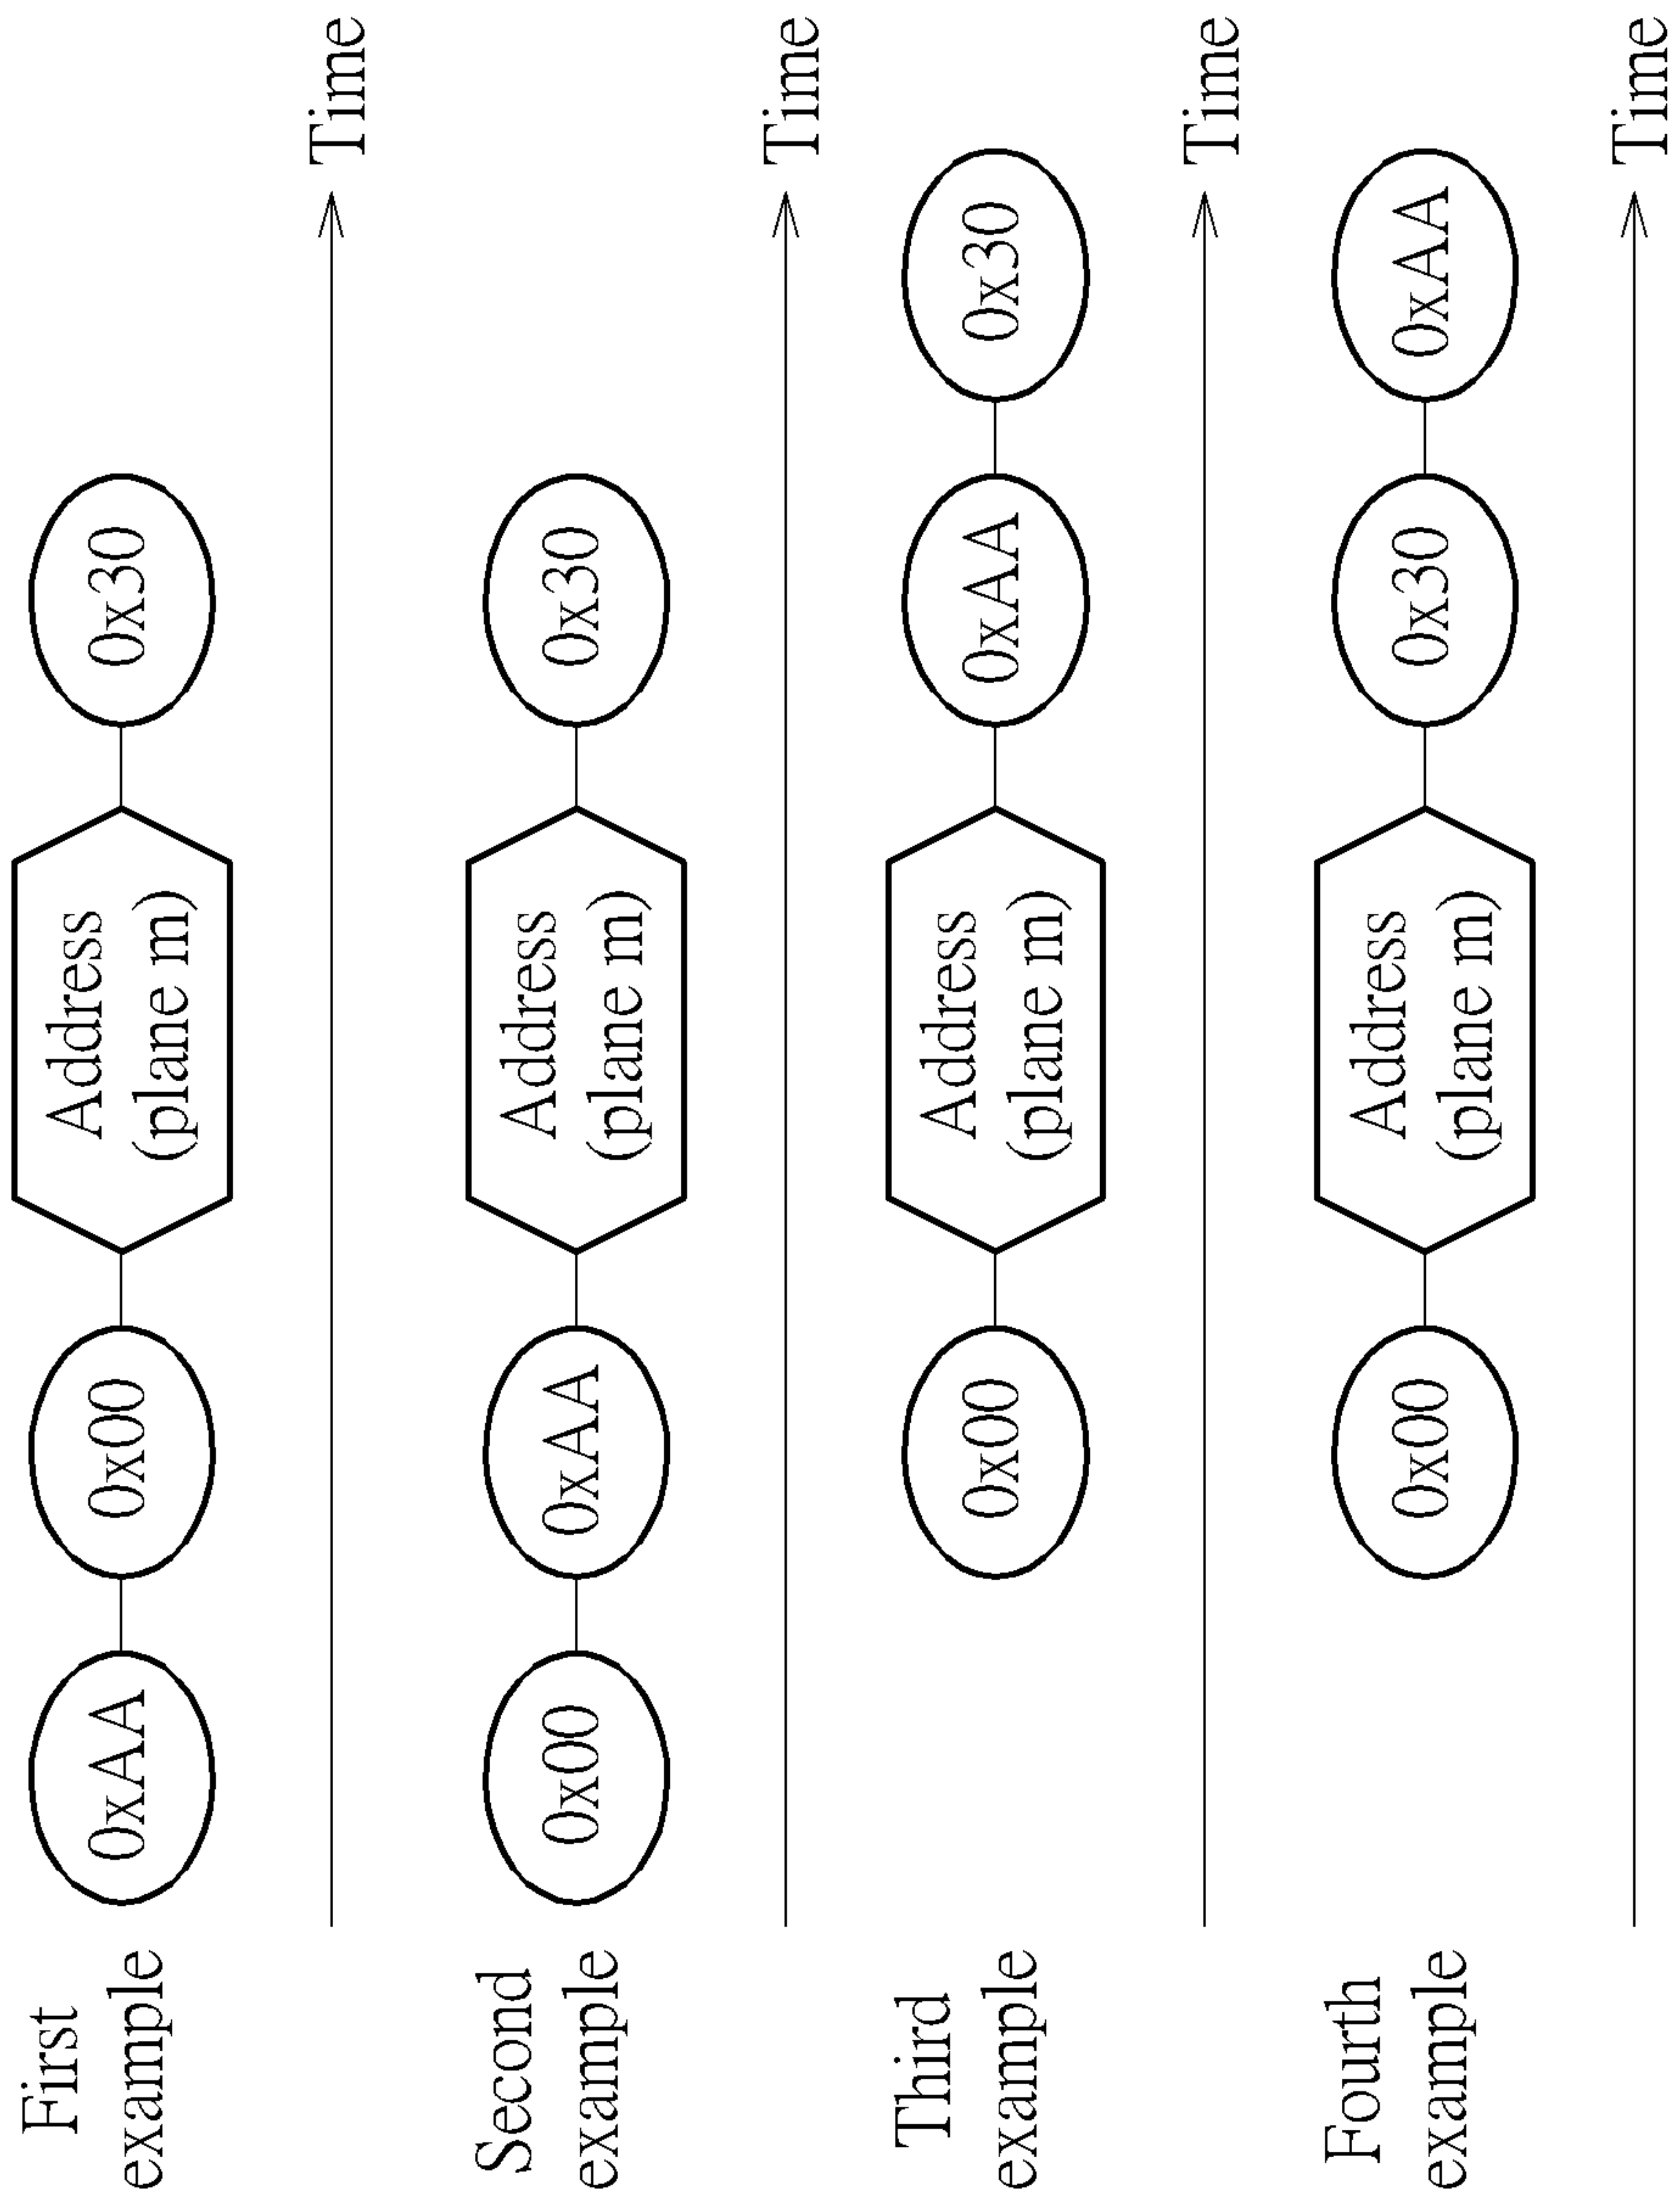 First
example
0xAA
0x00
Address
(plane m)
0x30
Time
Second
example
0x00
0xAA
Address
(plane m)
0x30
Time
Third
example
0x00
Address
(plane m)
0xAA
0x30
Time
Fourth
example
0x00
Address
(plane m)
0x30
0xAA
Time